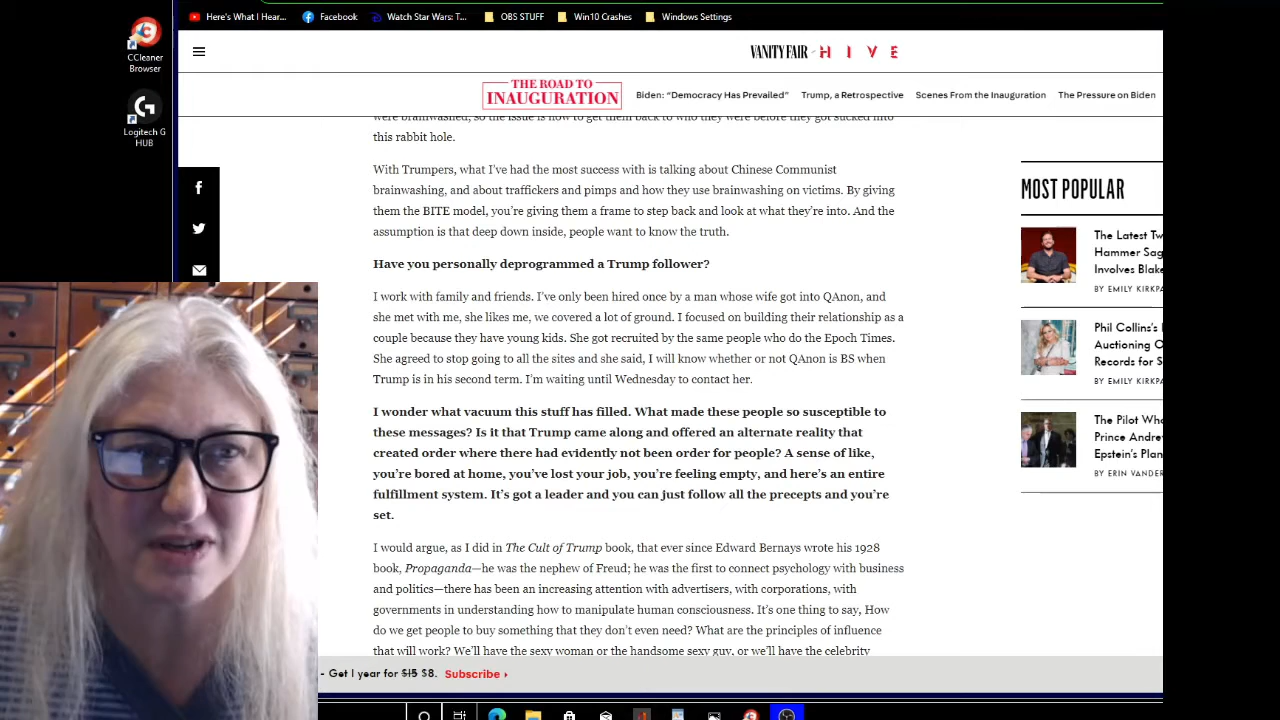 Here's What I Hear...
Facebook
Watch Star Wars: T...
OBS STUFF
Win10 Crashes
Windows Settings
CCleaner
Browser
Logitech G
HUB
VANITY FAIR HIVE
THE ROAD TO
INAUGURATION
Biden: “Democracy Has Prevailed”
Trump, a Retrospective
Scenes From the Inauguration
The Pressure on Biden
were brainwashed, so the issue is how to get them back to who they were before they got sucked into
this rabbit hole.
With Trumpers, what I’ve had the most success with is talking about Chinese Communist
brainwashing, and about traffickers and pimps and how they use brainwashing on victims. By giving
them the BITE model, you’re giving them a frame to step back and look at what they’re into. And the
assumption is that deep down inside, people want to know the truth.
Have you personally deprogrammed a Trump follower?
I work with family and friends. I’ve only been hired once by a man whose wife got into QAnon, and
she met with me, she likes me, we covered a lot of ground. I focused on building their relationship as a
couple because they have young kids. She got recruited by the same people who do the Epoch Times.
She agreed to stop going to all the sites and she said, I will know whether or not QAnon is BS when
Trump is in his second term. I’m waiting until Wednesday to contact her.
I wonder what vacuum this stuff has filled. What made these people so susceptible to
these messages? Is it that Trump came along and offered an alternate reality that
created order where there had evidently not been order for people? A sense of like,
you’re bored at home, you’ve lost your job, you’re feeling empty, and here’s an entire
fulfillment system. It’s got a leader and you can just follow all the precepts and you’re
set.
I would argue, as I did in The Cult of Trump book, that ever since Edward Bernays wrote his 1928
book, Propaganda—he was the nephew of Freud; he was the first to connect psychology with business
and politics—there has been an increasing attention with advertisers, with corporations, with
governments in understanding how to manipulate human consciousness. It’s one thing to say, How
do we get people to buy something that they don’t even need? What are the principles of influence
that will work? We’ll have the sexy woman or the handsome sexy guy, or we’ll have the celebrity
MOST POPULAR
The Latest Tw
Hammer Sag
Involves Blake
BY EMILY KIRKPA
Phil Collins’s
Auctioning O
Records for $
BY EMILY KIRKPA
The Pilot Who
Prince Andre
Epstein’s Plan
BY ERIN VANDER
- Get 1 year for $15 $8. Subscribe ›